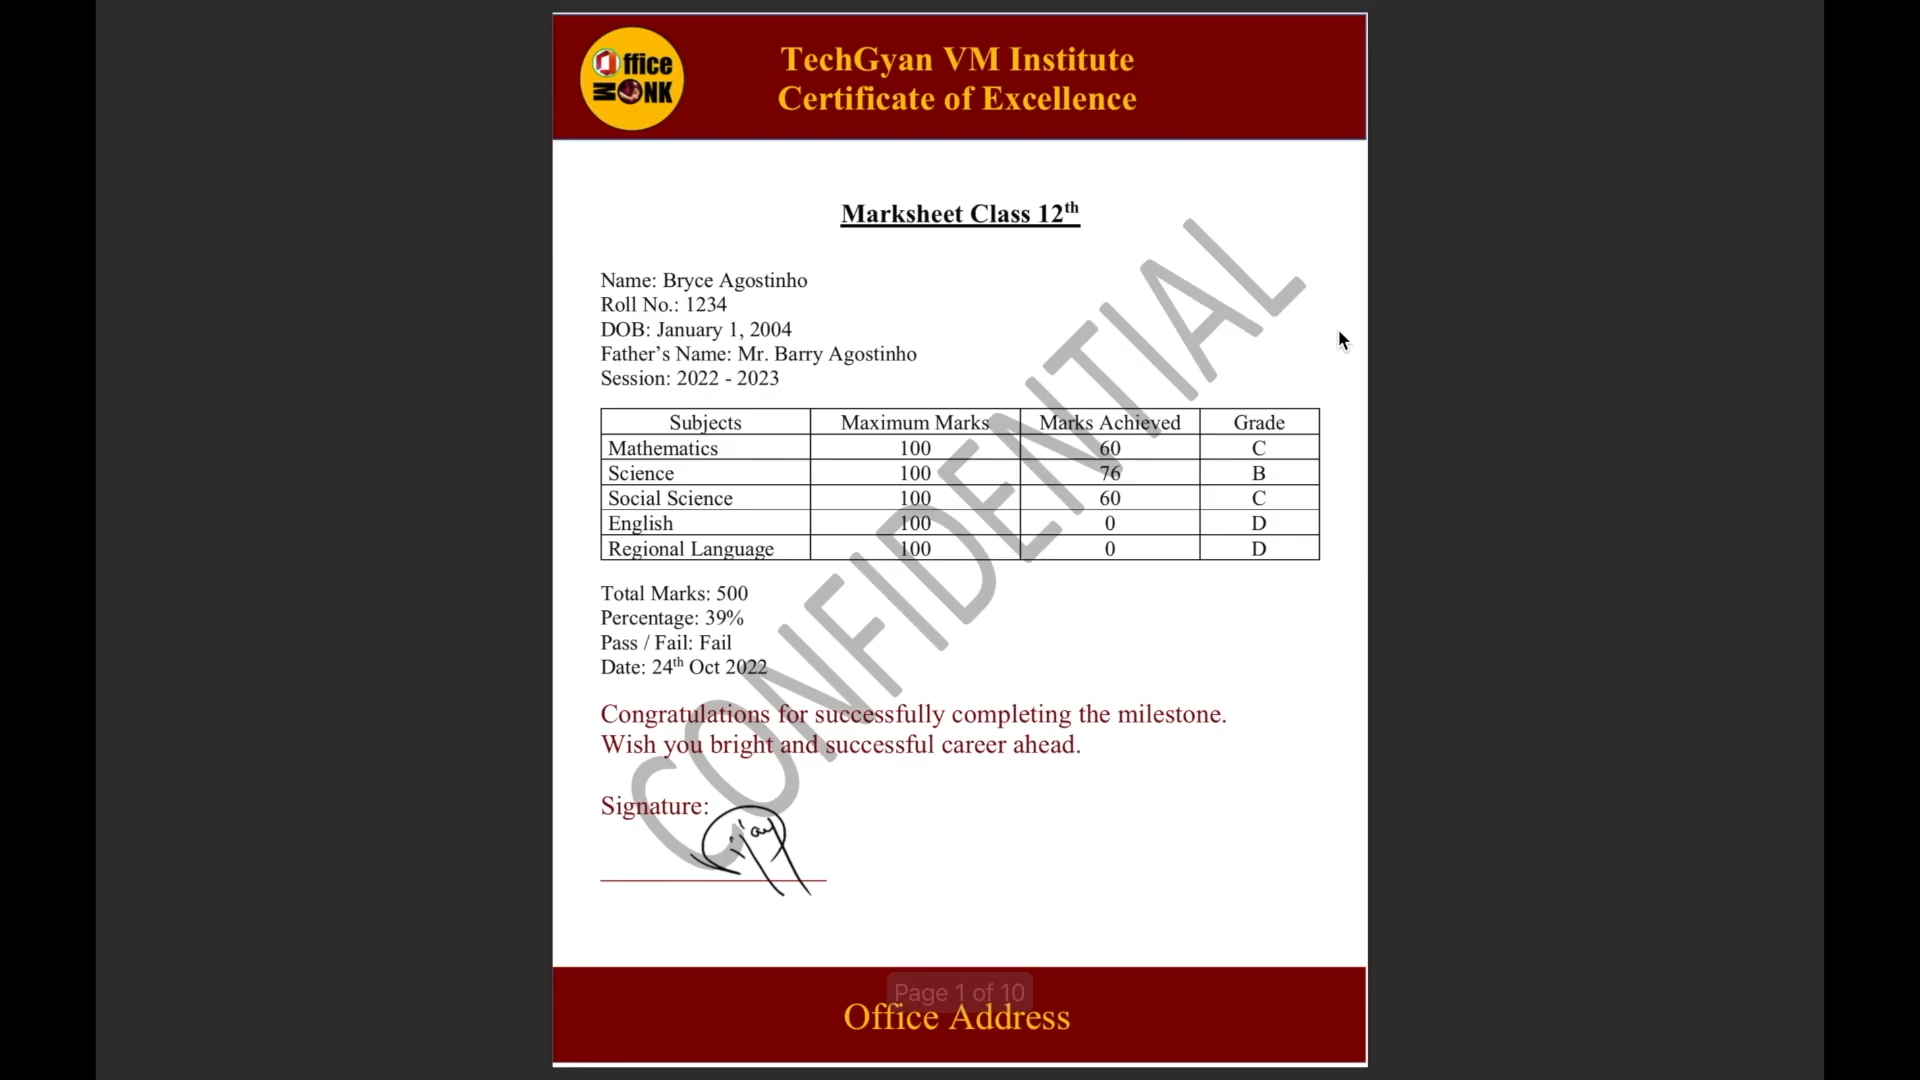 Office
MONK
TechGyan VM Institute
Certificate of Excellence
Marksheet Class 12th
Name: Bryce Agostinho
Roll No.: 1234
DOB: January 1, 2004
Father’s Name: Mr. Barry Agostinho
Session: 2022 - 2023
Subjects Maximum Marks Marks Achieved Grade
Mathematics 100 60 C
Science 100 76 B
Social Science 100 60 C
English 100 0 D
Regional Language 100 0 D
CONFIDENTIAL
Total Marks: 500
Percentage: 39%
Pass / Fail: Fail
Date: 24th Oct 2022
Congratulations for successfully completing the milestone.
Wish you bright and successful career ahead.
Signature:
Page 1 of 10
Office Address